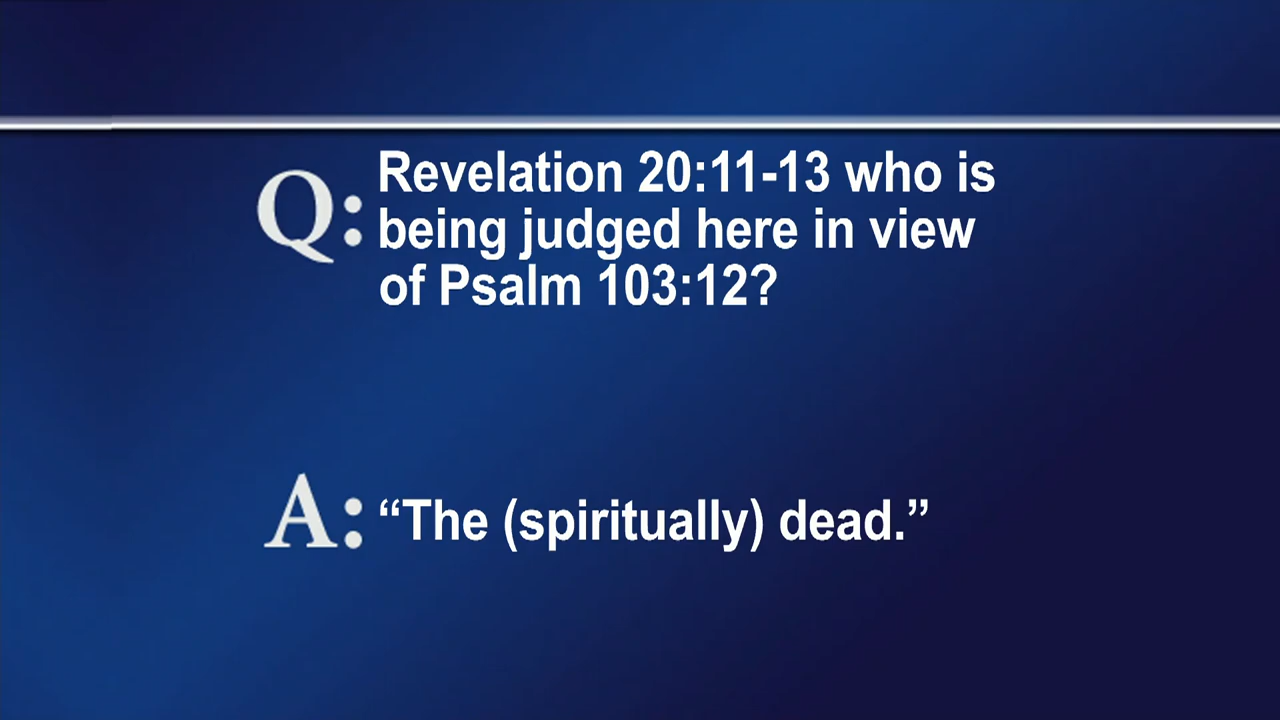 Q: Revelation 20:11-13 who is
being judged here in view
of Psalm 103:12?
A: “The (spiritually) dead.”